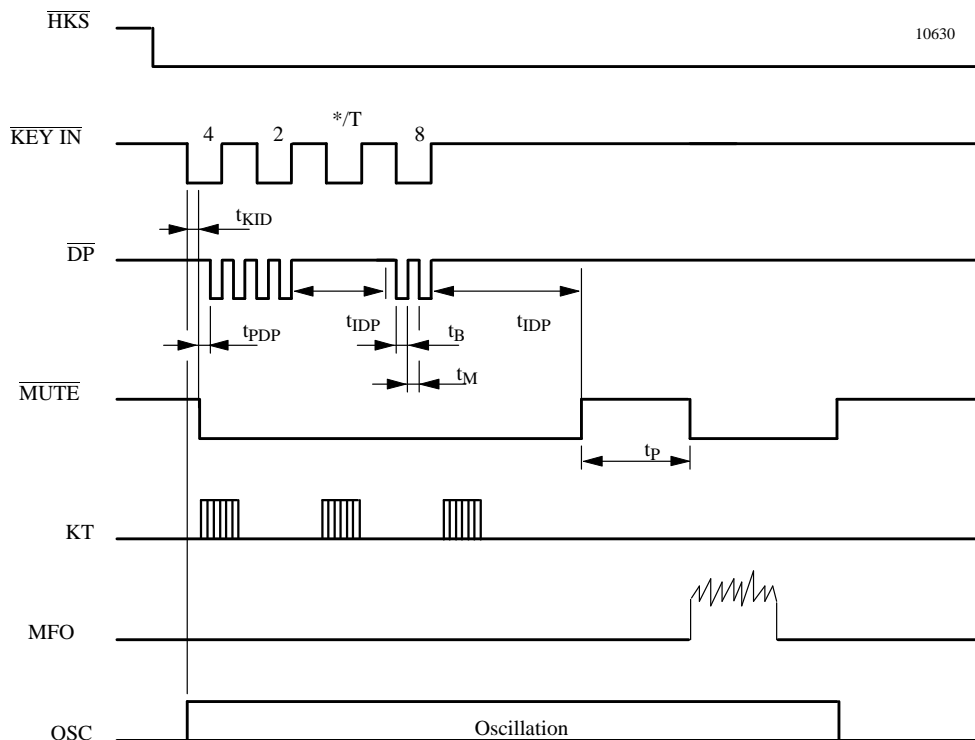 HKS
10630
KEY IN
4
2
*/T
8
tKID
DP
tPDP
tIDP
tB
tIDP
tM
MUTE
tP
KT
MFO
OSC
Oscillation